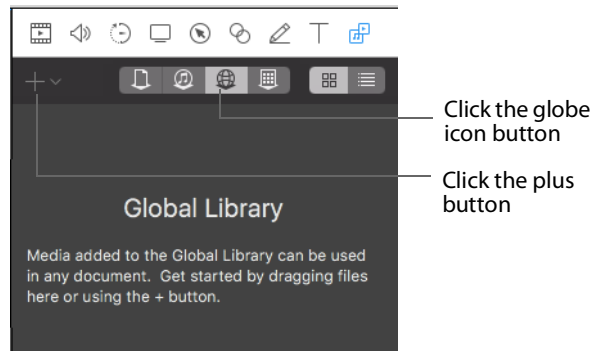 Click the globe
icon button
Click the plus
button
Global Library
Media added to the Global Library can be used
in any document. Get started by dragging files
here or using the + button.